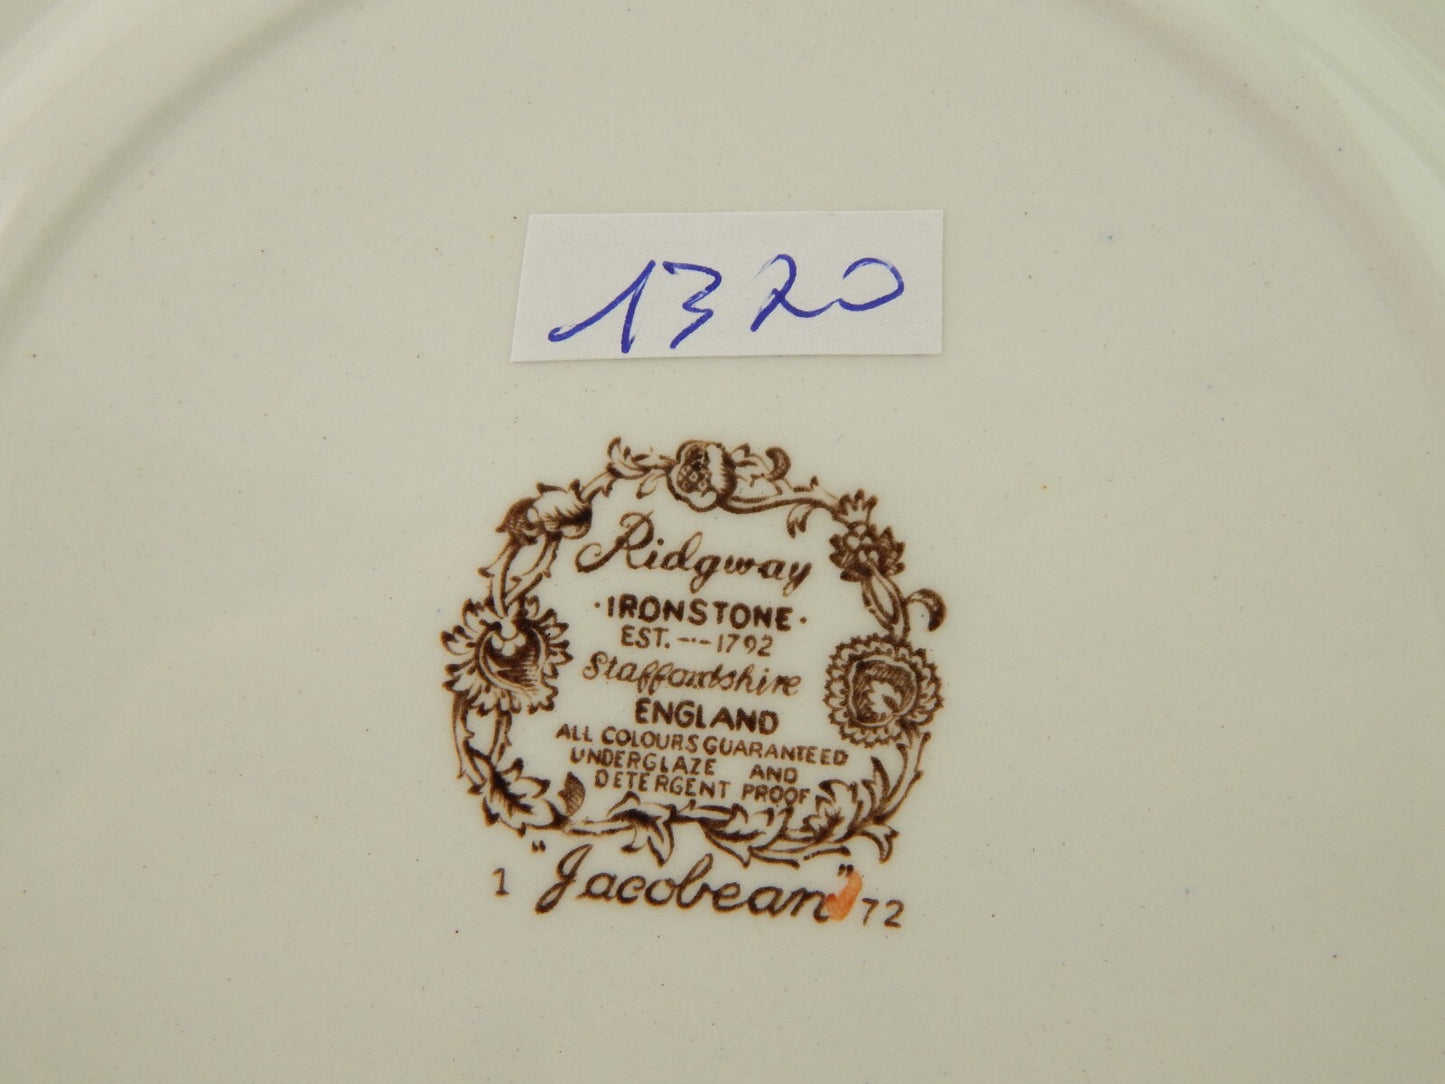 1320
Ridgway
·IRONSTONE·
EST.---1792
Staffordshire
ENGLAND
ALL COLOURS GUARANTEED
UNDERGLAZE AND
DETERGENT PROOF
1 "Jacobean" 72